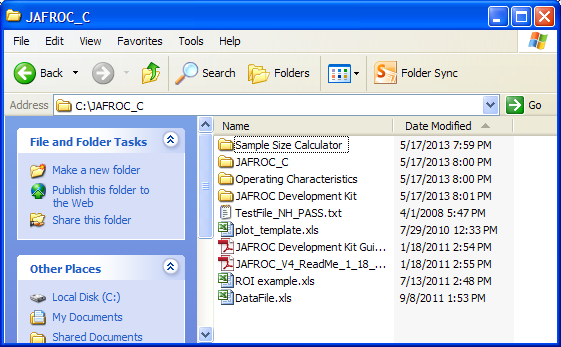 JAFROC_C
File Edit View Favorites Tools Help
Back Search Folders Folder Sync
Address C:\JAFROC_C Go
File and Folder Tasks
Make a new folder
Publish this folder to
the Web
Share this folder
Other Places
Local Disk (C:)
My Documents
Shared Documents
Name Date Modified
Sample Size Calculator 5/17/2013 7:59 PM
JAFROC_C 5/17/2013 8:00 PM
Operating Characteristics 5/17/2013 8:00 PM
JAFROC Development Kit 5/17/2013 8:01 PM
TestFile_NH_PASS.txt 4/1/2008 5:47 PM
plot_template.xls 7/29/2010 12:33 PM
JAFROC Development Kit Gui... 1/18/2011 2:54 PM
JAFROC_V4_ReadMe_1_18_... 1/18/2011 2:55 PM
ROI example.xls 7/13/2011 2:48 PM
DataFile.xls 9/8/2011 1:53 PM